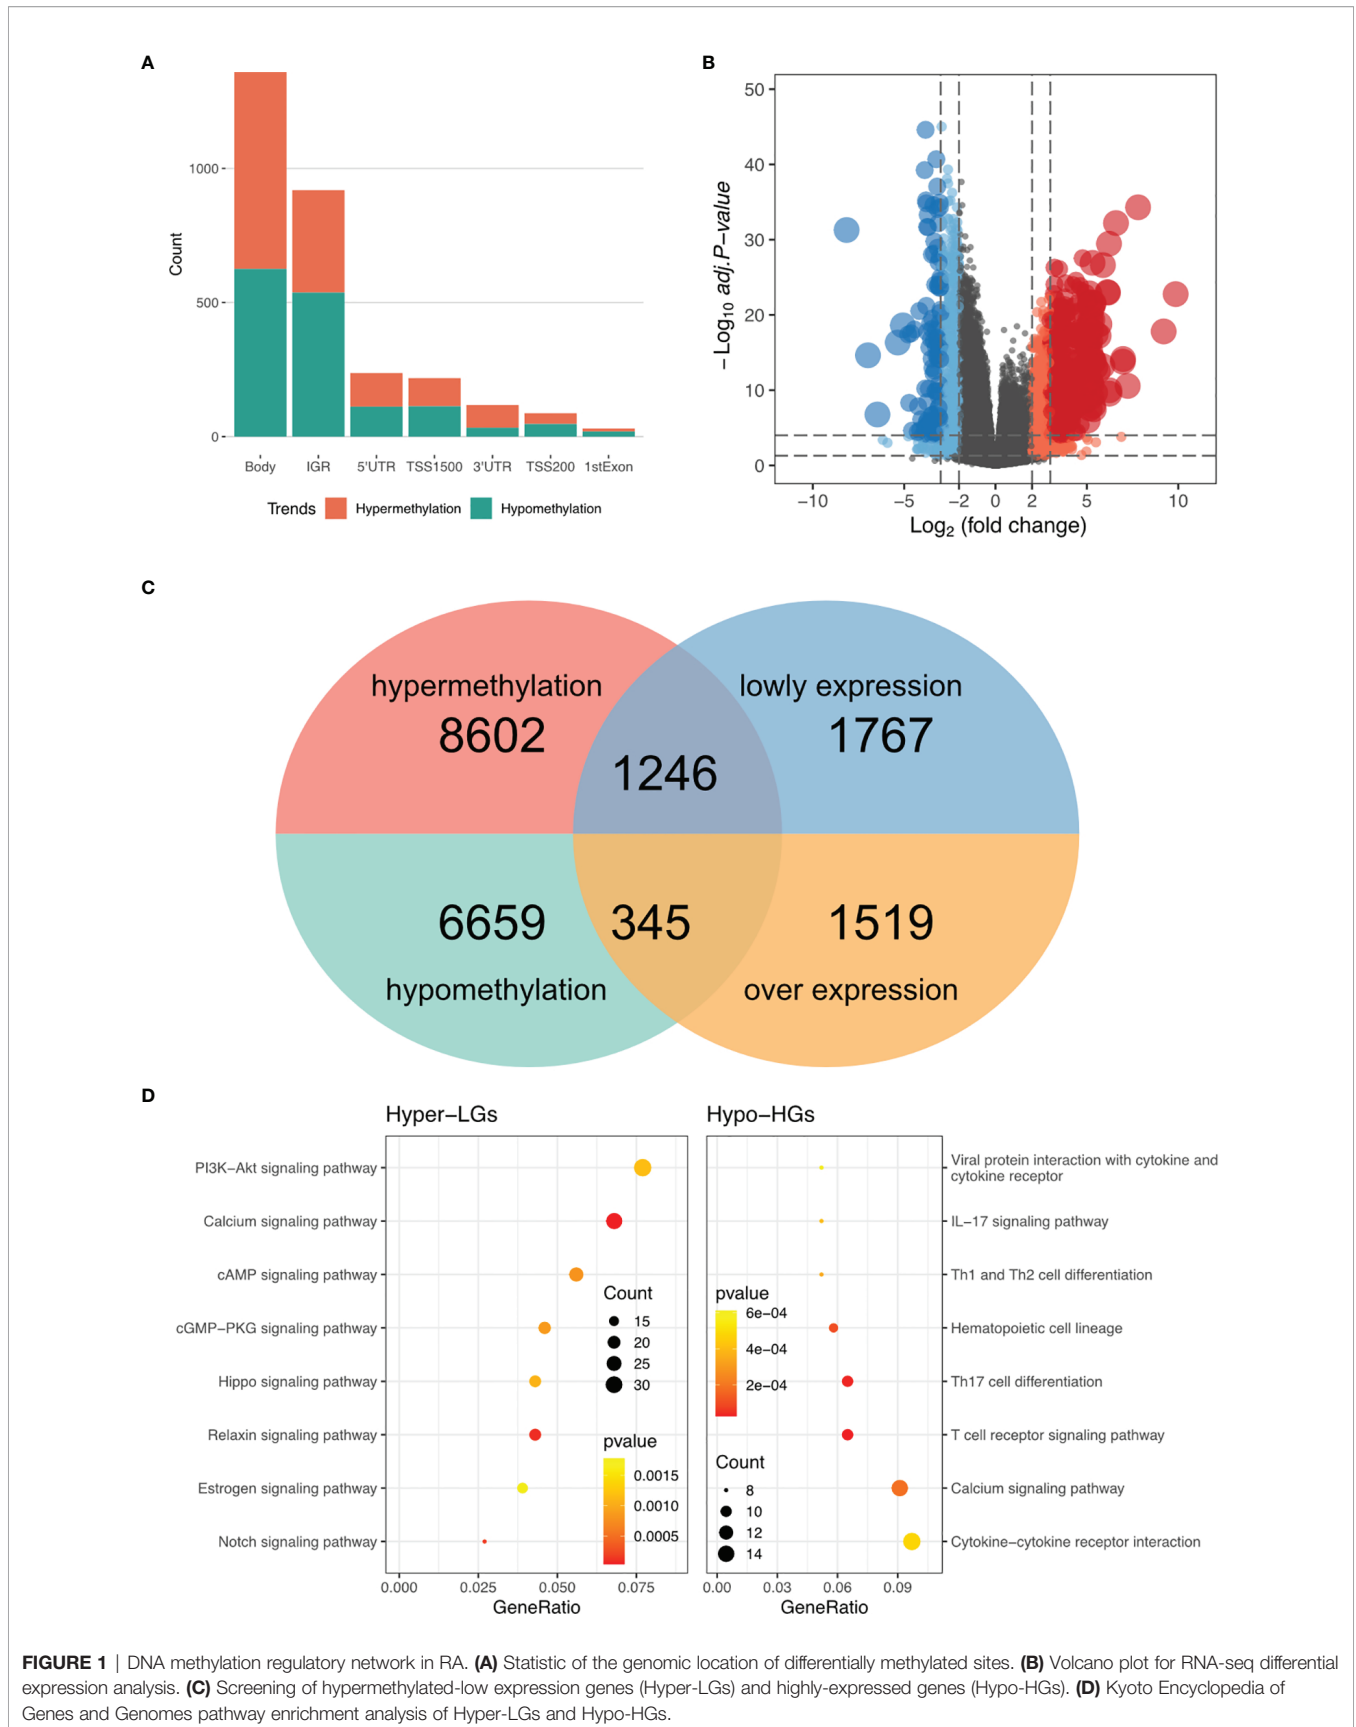 A
Count
1000
500
0
Body
IGR
5'UTR
TSS1500
3'UTR
TSS200
1stExon
Trends
Hypermethylation
Hypomethylation
B
−Log10 adj.P−value
50
40
30
20
10
0
−10
−5
−2
0
2
5
10
Log2 (fold change)
C
hypermethylation
8602
lowly expression
1767
1246
6659
hypomethylation
345
1519
over expression
D
Hyper−LGs
PI3K−Akt signaling pathway
Calcium signaling pathway
cAMP signaling pathway
cGMP−PKG signaling pathway
Hippo signaling pathway
Relaxin signaling pathway
Estrogen signaling pathway
Notch signaling pathway
Count
15
20
25
30
pvalue
0.0015
0.0010
0.0005
0.000
0.025
0.050
0.075
GeneRatio
Hypo−HGs
pvalue
6e−04
4e−04
2e−04
Count
8
10
12
14
Viral protein interaction with cytokine and
cytokine receptor
IL−17 signaling pathway
Th1 and Th2 cell differentiation
Hematopoietic cell lineage
Th17 cell differentiation
T cell receptor signaling pathway
Calcium signaling pathway
Cytokine−cytokine receptor interaction
0.00
0.03
0.06
0.09
GeneRatio
FIGURE 1 | DNA methylation regulatory network in RA. (A) Statistic of the genomic location of differentially methylated sites. (B) Volcano plot for RNA-seq differential
expression analysis. (C) Screening of hypermethylated-low expression genes (Hyper-LGs) and highly-expressed genes (Hypo-HGs). (D) Kyoto Encyclopedia of
Genes and Genomes pathway enrichment analysis of Hyper-LGs and Hypo-HGs.